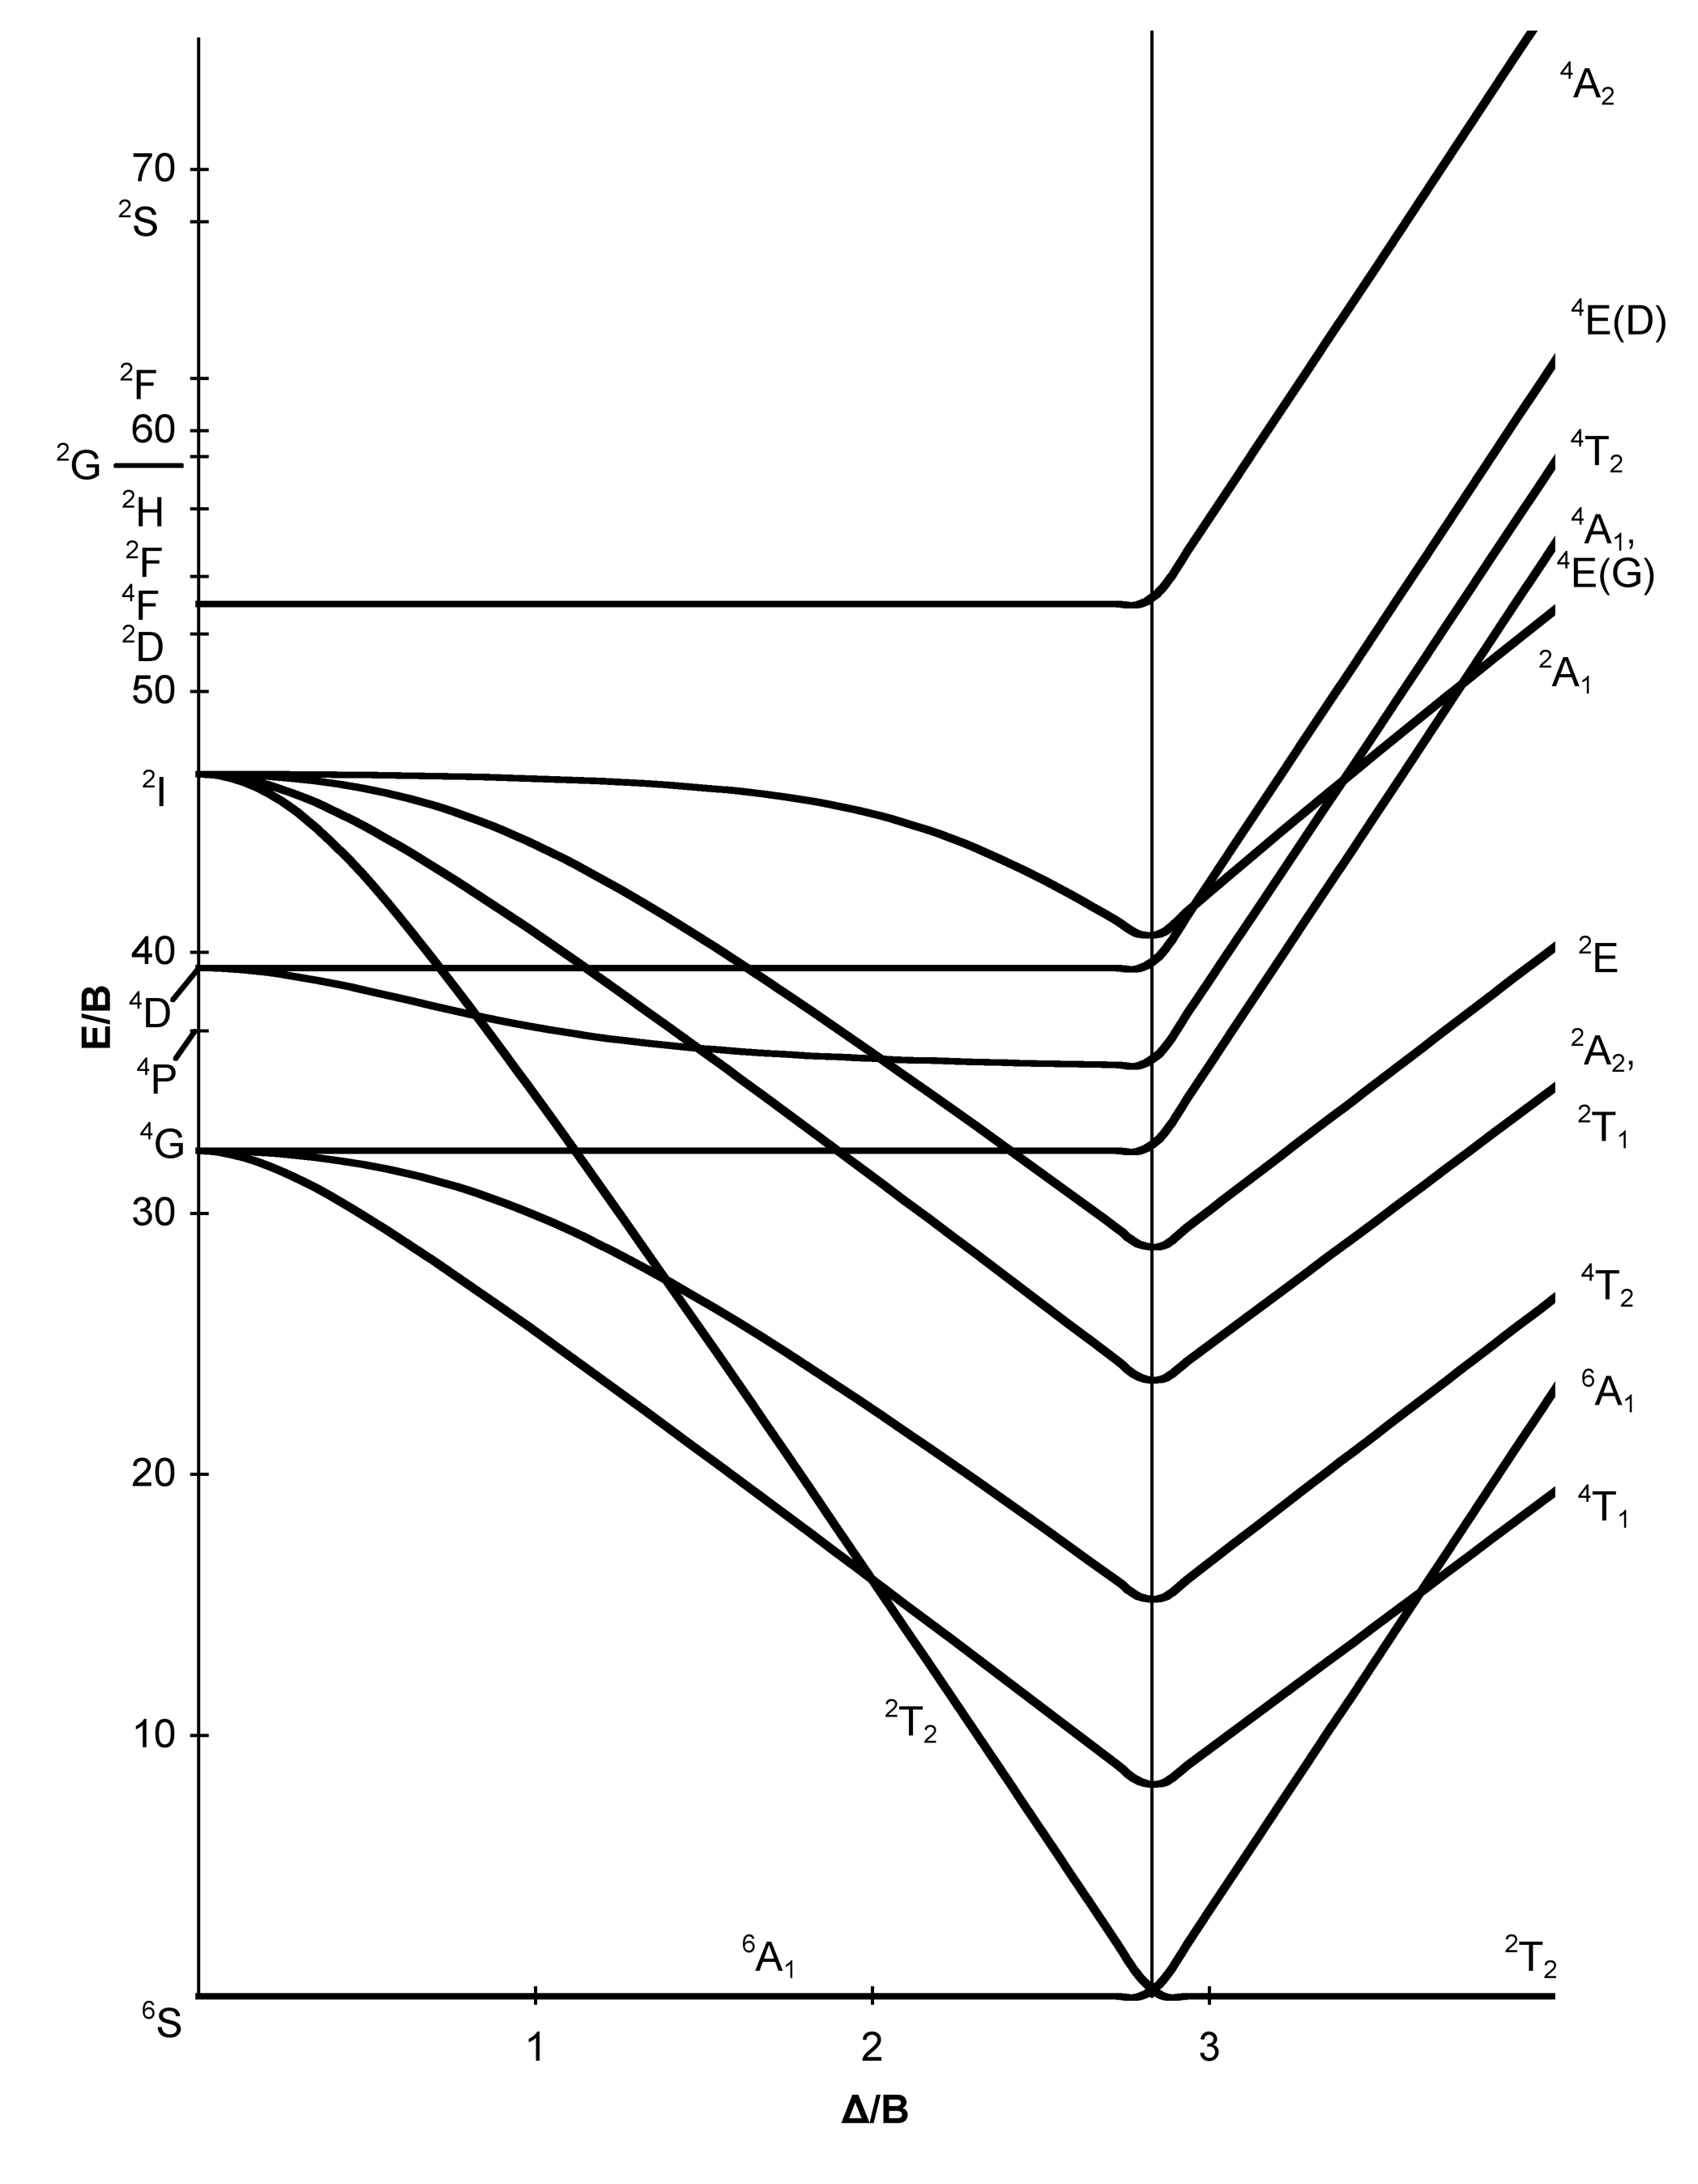 ⁴A₂
70
²S
⁴E(D)
²F
60
⁴T₂
²G
²H
⁴A₁,
²F
⁴E(G)
⁴F
²D
²A₁
50
²I
40
²E
⁴D
E/B
²A₂,
⁴P
²T₁
⁴G
30
⁴T₂
⁶A₁
20
⁴T₁
²T₂
10
⁶A₁
²T₂
⁶S
1
2
3
Δ/B